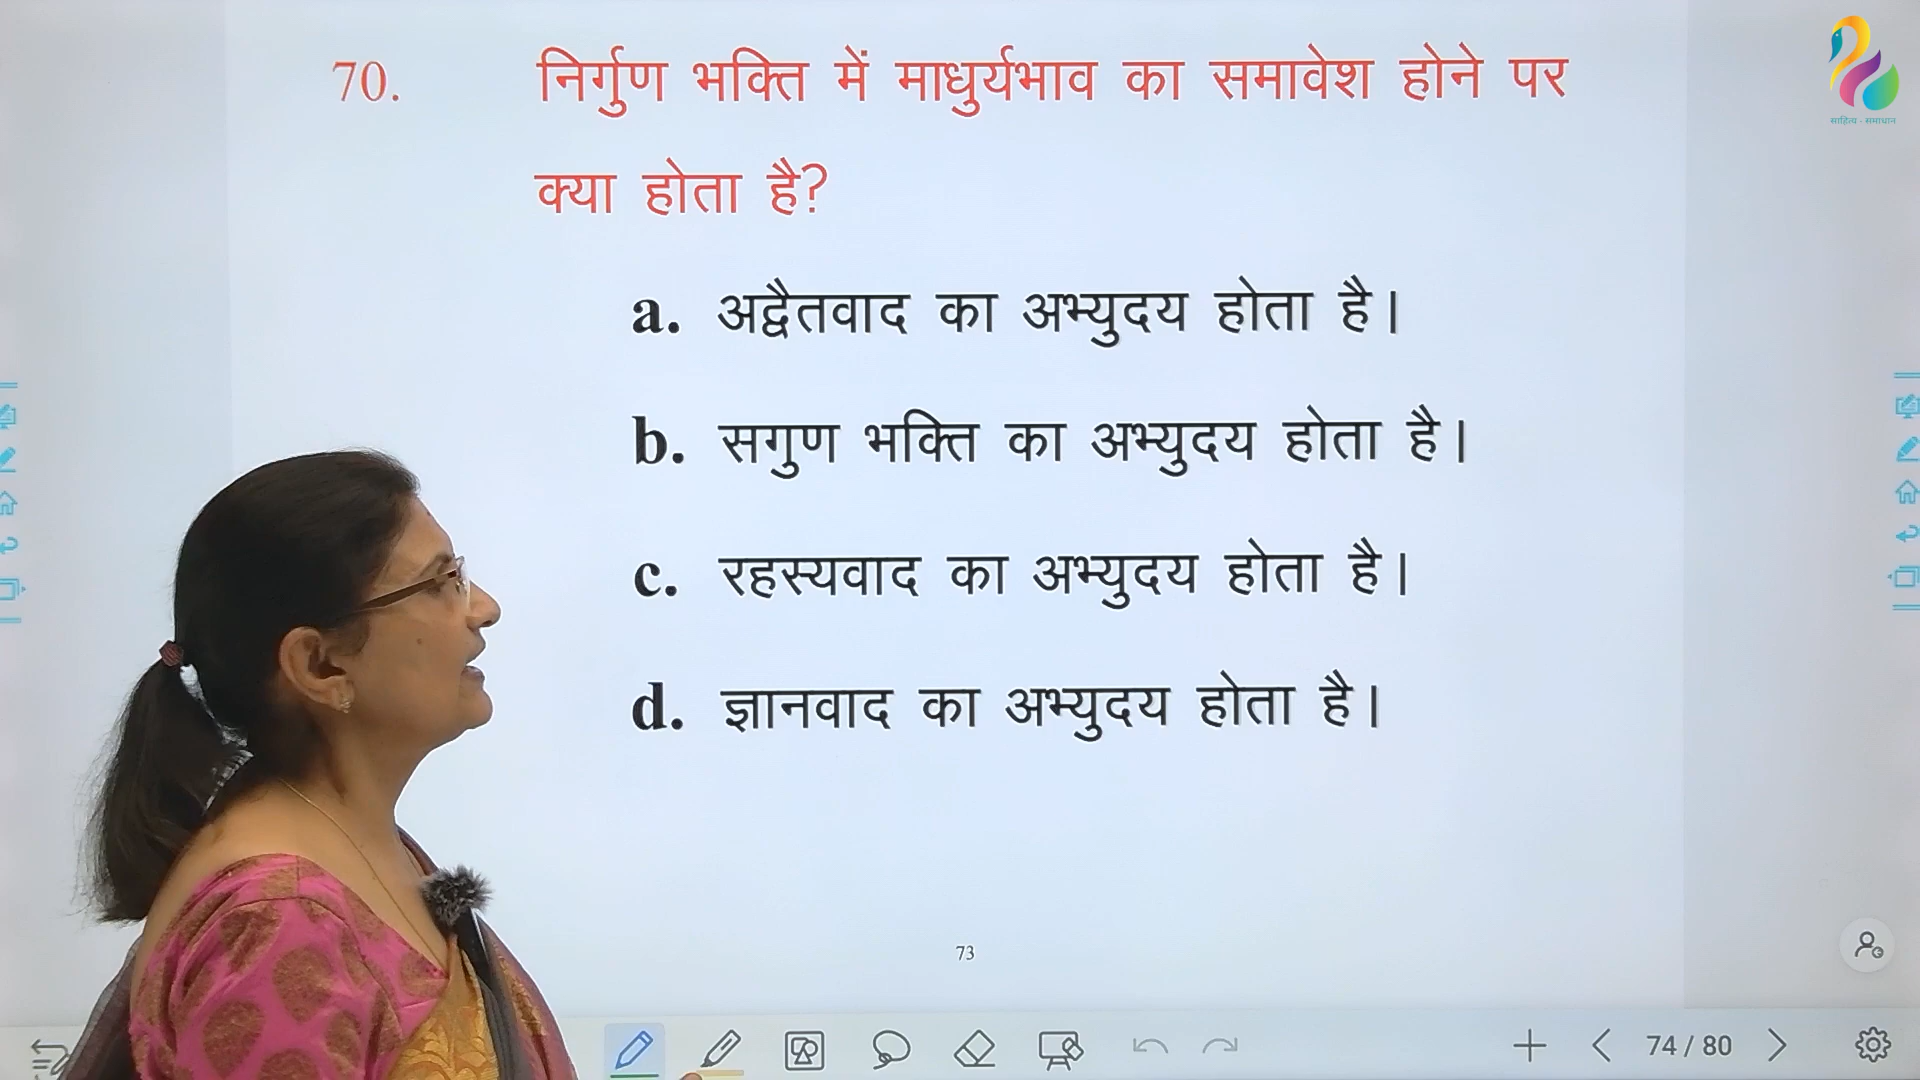 साहित्य - समाधान
70. निर्गुण भक्ति में माधुर्यभाव का समावेश होने पर
क्या होता है?
a. अद्वैतवाद का अभ्युदय होता है।
b. सगुण भक्ति का अभ्युदय होता है।
c. रहस्यवाद का अभ्युदय होता है।
d. ज्ञानवाद का अभ्युदय होता है।
73
74 / 80